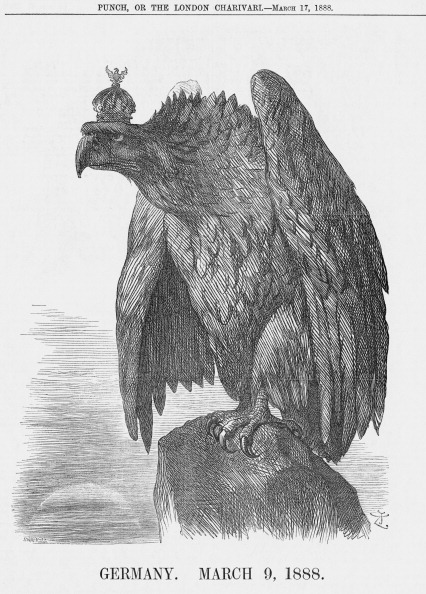 PUNCH, OR THE LONDON CHARIVARI.—MARCH 17, 1888.
GERMANY. MARCH 9, 1888.